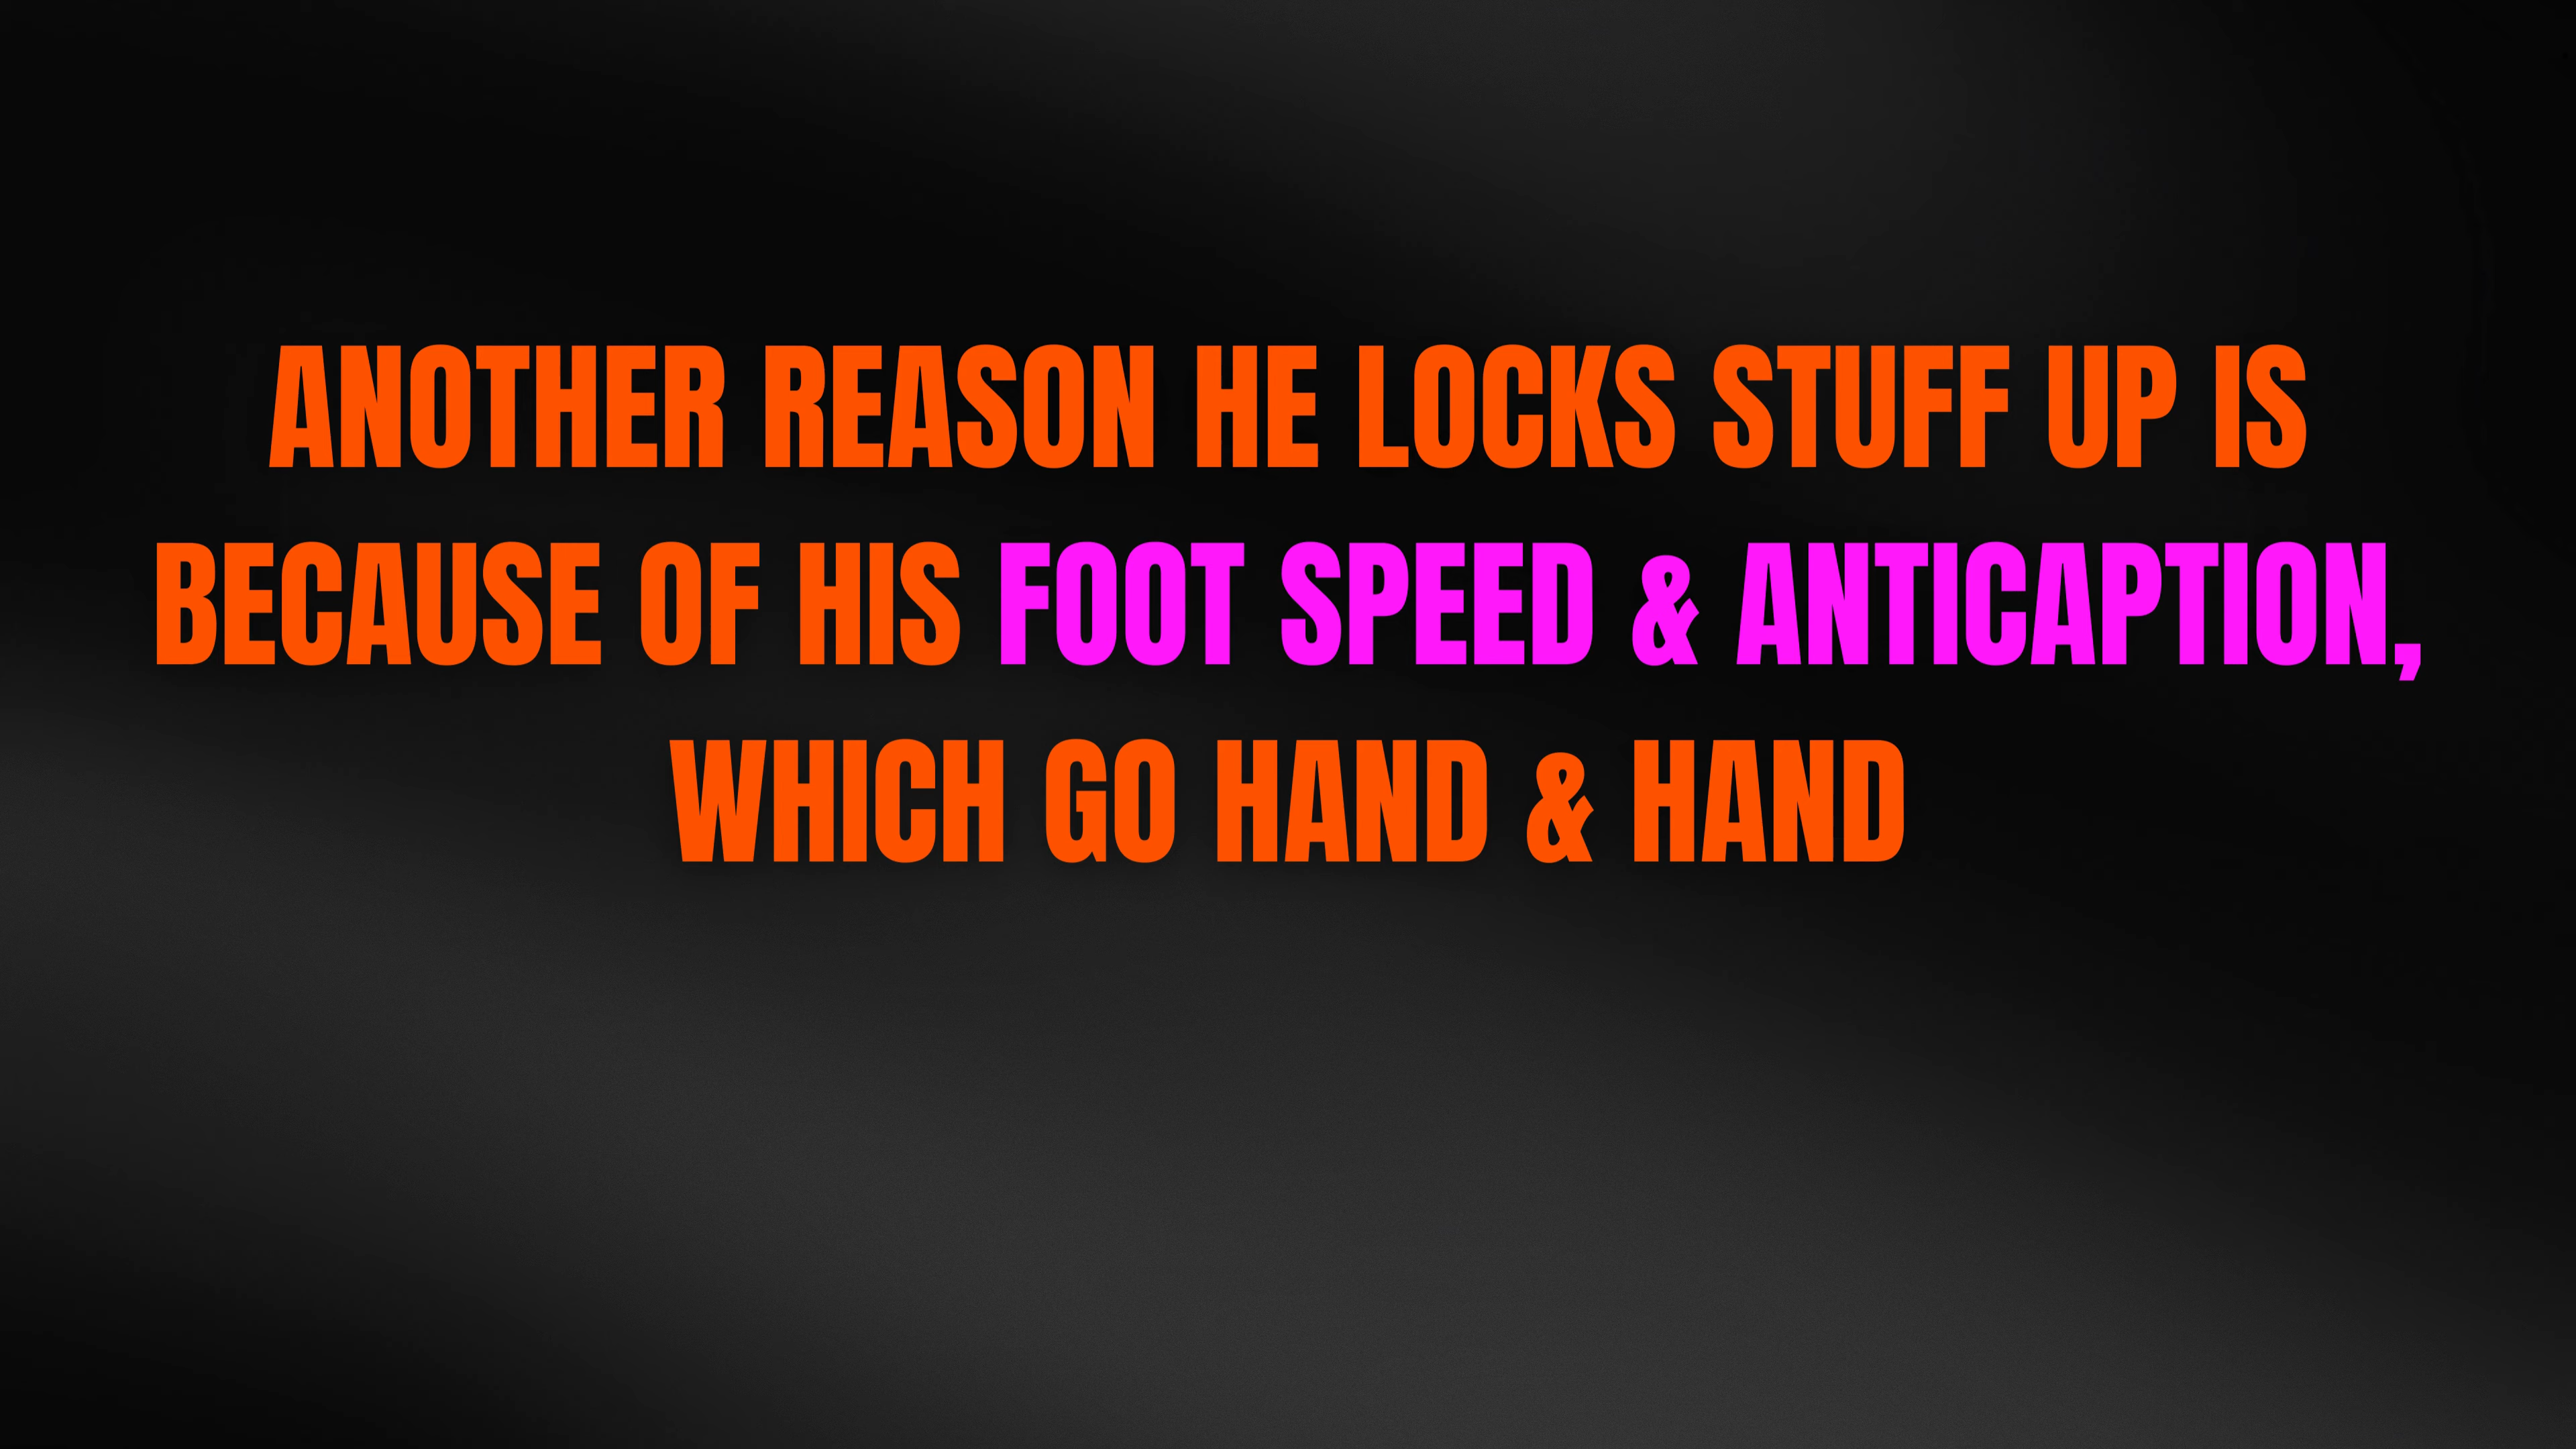 ANOTHER REASON HE LOCKS STUFF UP IS
BECAUSE OF HIS FOOT SPEED & ANTICAPTION,
WHICH GO HAND & HAND